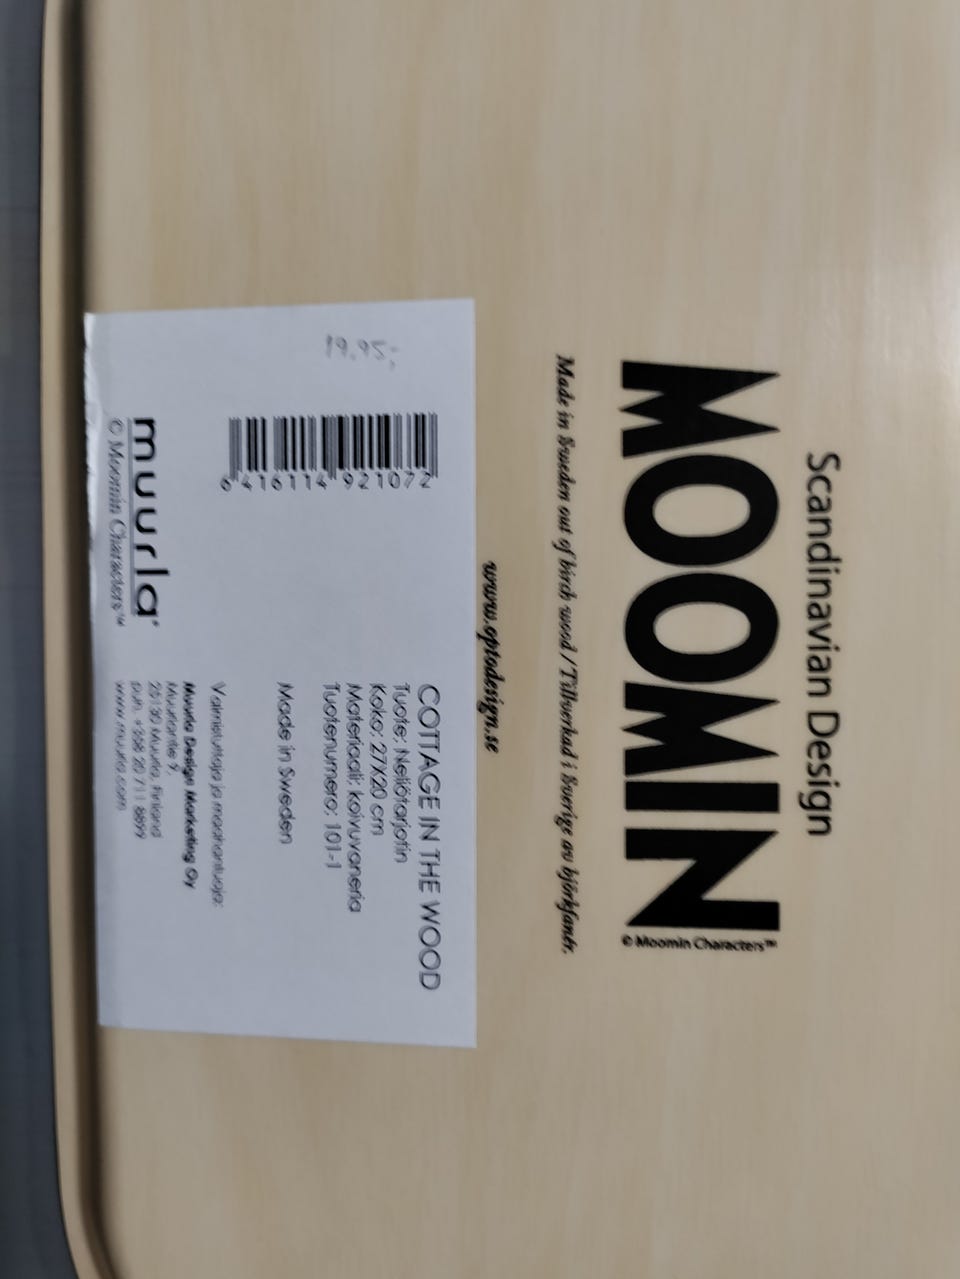 Scandinavian Design
MOOMIN
© Moomin Characters™
Made in Sweden out of birch wood / Tillverkad i Sverige av björkfanér.
www.optodesign.se
19.95:-
6 416114 921072
muurla®
© Moomin Characters™
COTTAGE IN THE WOOD
Tuote: Neliötarjotin
Koko: 27X20 cm
Materiaali: koivuvaneria
Tuotenumero: 101-1
Made in Sweden
Valmistuttaja ja maahantuoja:
Muurla Design Marketing Oy
Muurlantie 9,
25130 Muurla, Finland
puh. +358 20 711 8899
www.muurla.com